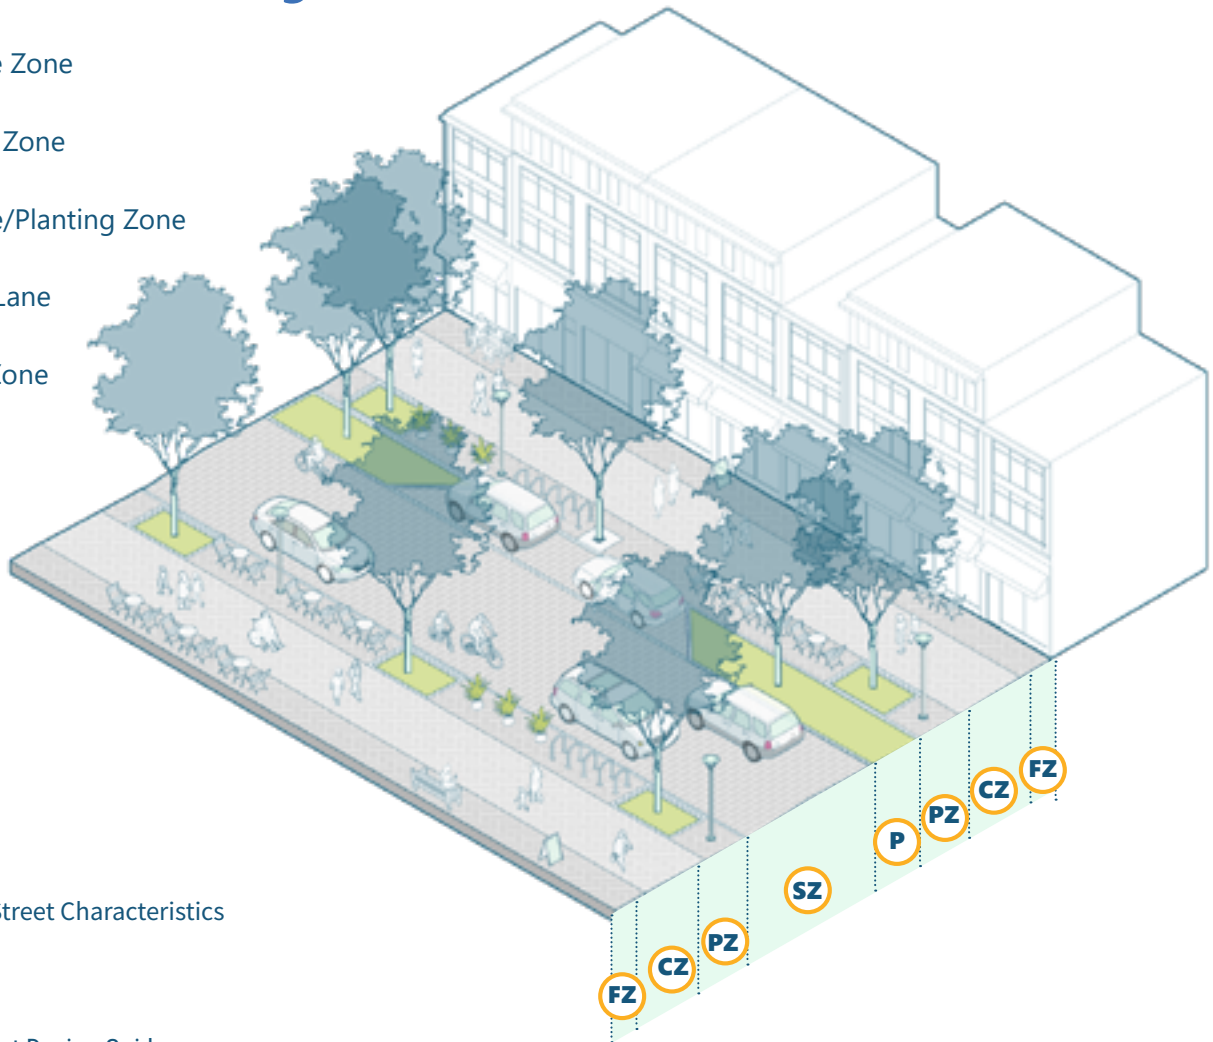 Zone
Zone
/Planting Zone
Lane
Zone
FZ
CZ
PZ
P
SZ
PZ
CZ
FZ
Street Characteristics